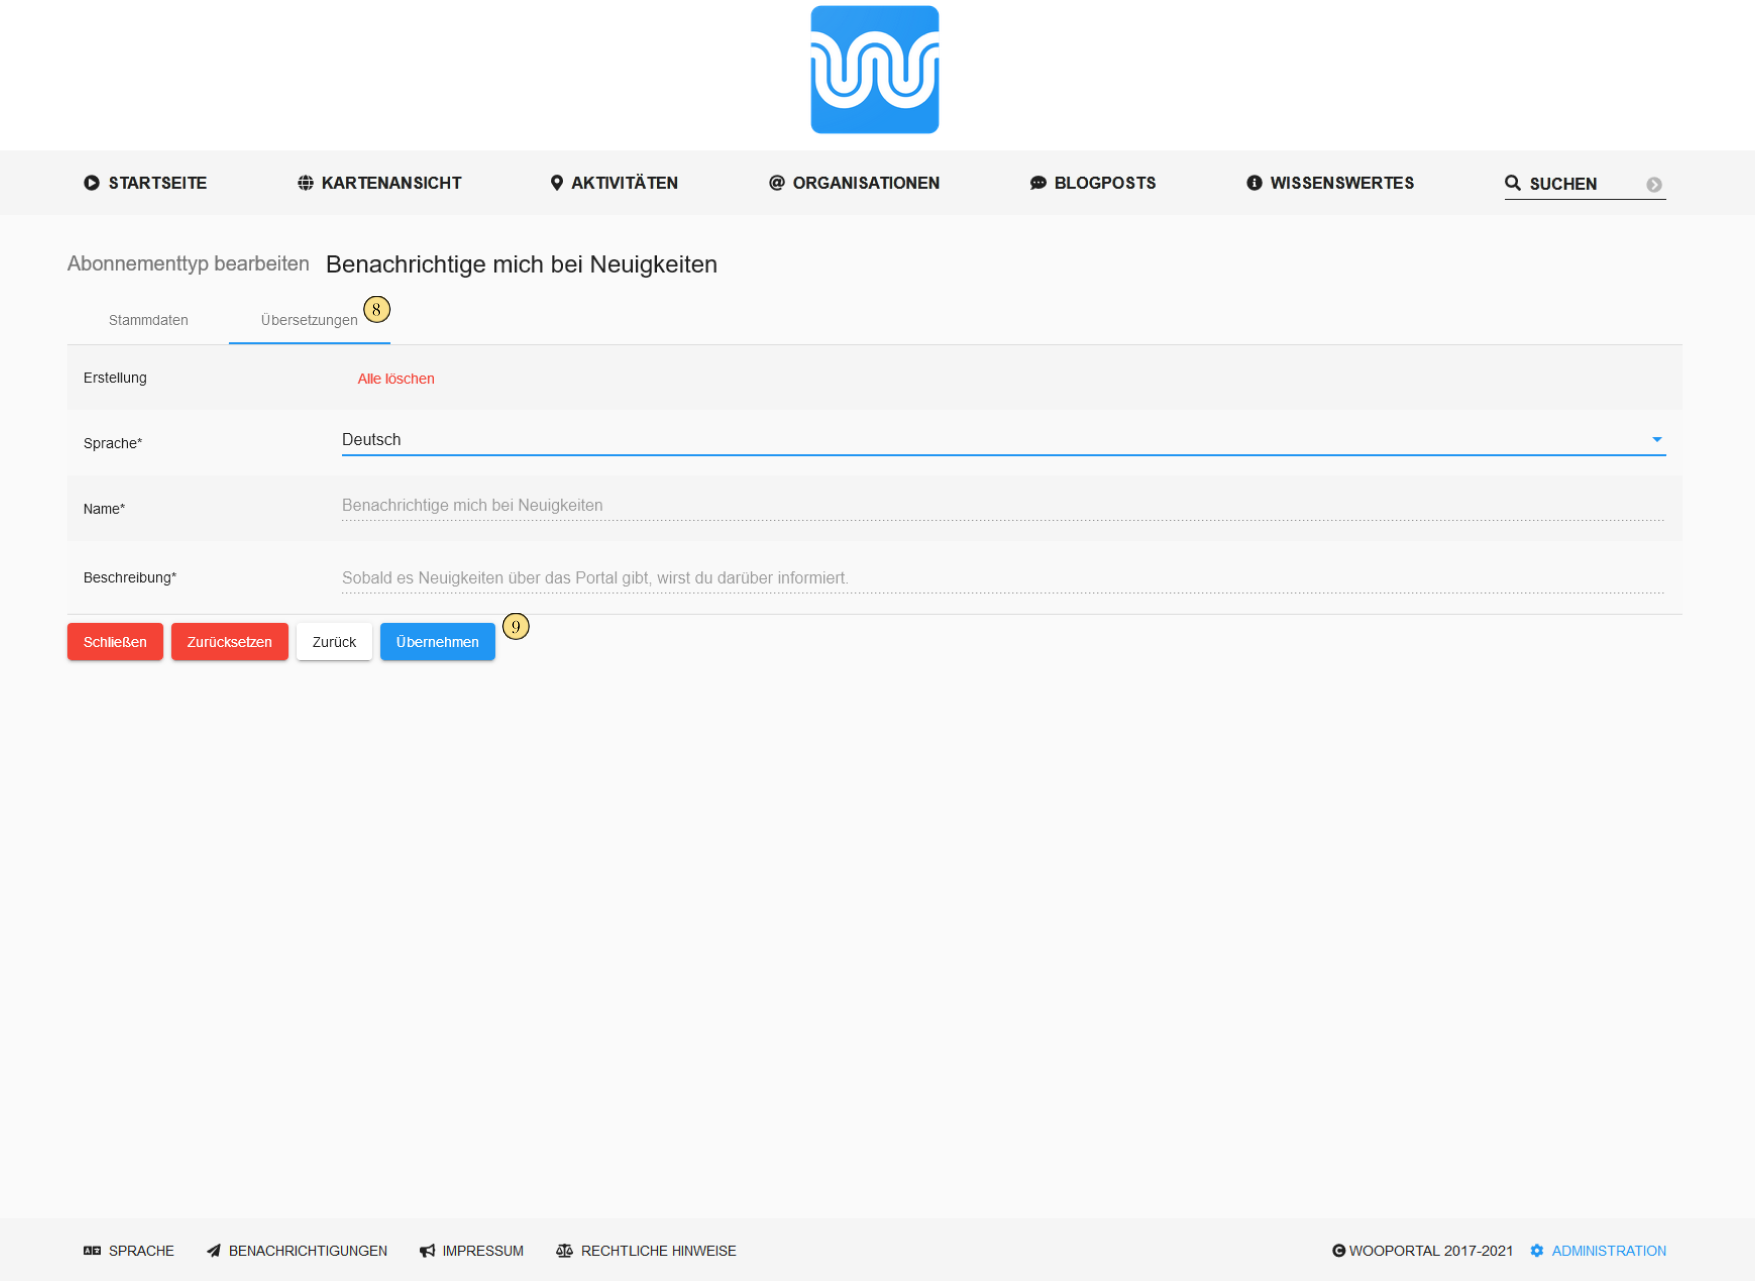 STARTSEITE KARTENANSICHT AKTIVITÄTEN @ ORGANISATIONEN BLOGPOSTS WISSENSWERTES SUCHEN
Abonnementtyp bearbeiten Benachrichtige mich bei Neuigkeiten
Stammdaten Übersetzungen 8
Erstellung Alle löschen
Sprache* Deutsch
Name* Benachrichtige mich bei Neuigkeiten
Beschreibung* Sobald es Neuigkeiten über das Portal gibt, wirst du darüber informiert.
Schließen Zurücksetzen Zurück Übernehmen 9
SPRACHE BENACHRICHTIGUNGEN IMPRESSUM RECHTLICHE HINWEISE © WOOPORTAL 2017-2021 ADMINISTRATION